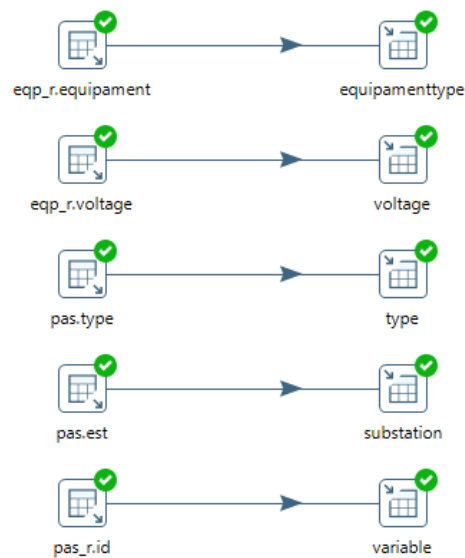 eqp_r.equipament
equipamenttype
eqp_r.voltage
voltage
pas.type
type
pas.est
substation
pas_r.id
variable